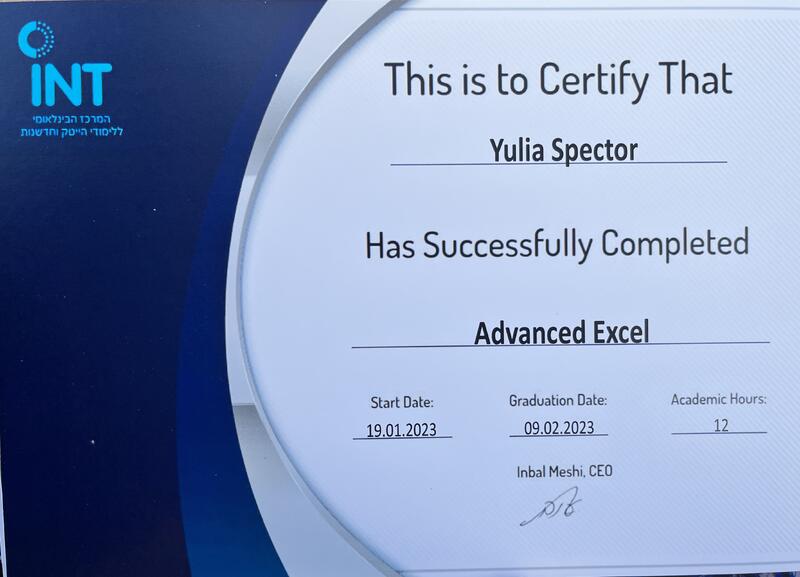 INT
המרכז הבינלאומי
ללימודי הייטק וחדשנות
This is to Certify That
Yulia Spector
Has Successfully Completed
Advanced Excel
Start Date:
Graduation Date:
Academic Hours:
19.01.2023
09.02.2023
12
Inbal Meshi, CEO